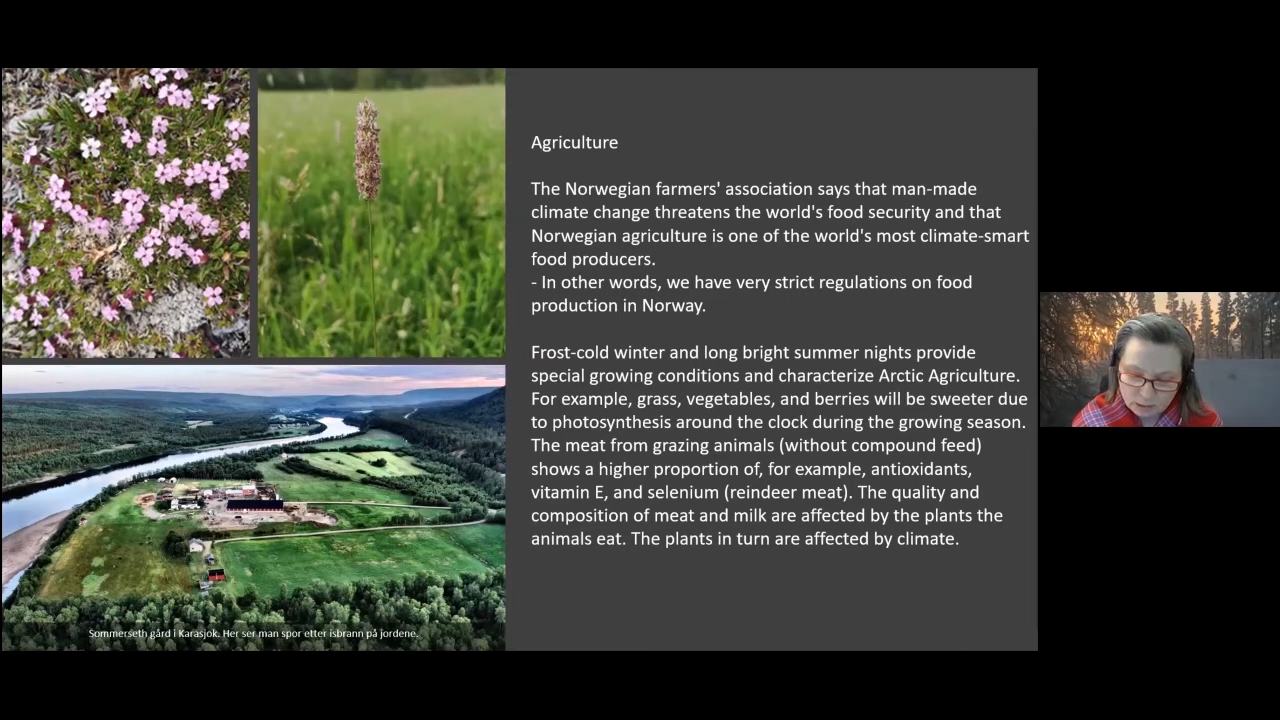 Agriculture
The Norwegian farmers' association says that man-made
climate change threatens the world's food security and that
Norwegian agriculture is one of the world's most climate-smart
food producers.
- In other words, we have very strict regulations on food
production in Norway.
Frost-cold winter and long bright summer nights provide
special growing conditions and characterize Arctic Agriculture.
For example, grass, vegetables, and berries will be sweeter due
to photosynthesis around the clock during the growing season.
The meat from grazing animals (without compound feed)
shows a higher proportion of, for example, antioxidants,
vitamin E, and selenium (reindeer meat). The quality and
composition of meat and milk are affected by the plants the
animals eat. The plants in turn are affected by climate.
Sommerseth gård i Karasjok. Her ser man spor etter isbrann på jordene.